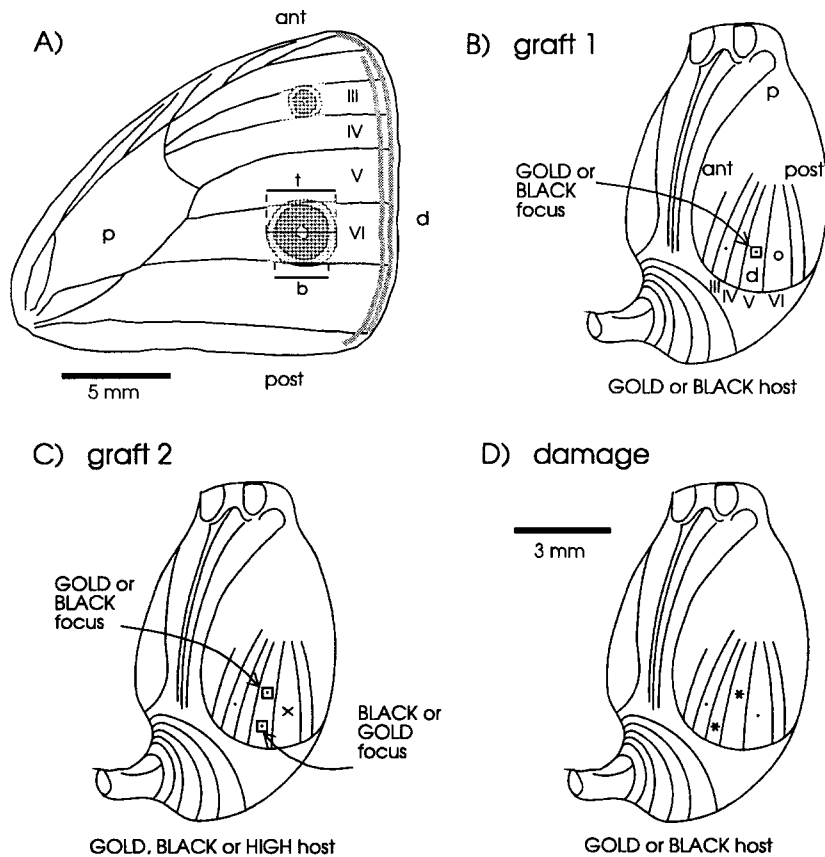 A)
ant
III
IV
V
t
p
d
VI
b
5 mm
post
B) graft 1
p
ant
post
GOLD or
BLACK
focus
d
III
IV
V
VI
GOLD or BLACK host
C) graft 2
GOLD or
BLACK
focus
x
BLACK or
GOLD
focus
GOLD, BLACK or HIGH host
D) damage
3 mm
*
*
GOLD or BLACK host